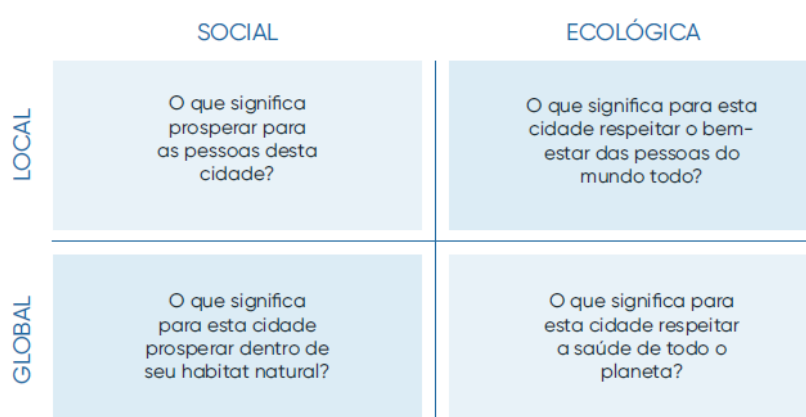 SOCIAL
ECOLÓGICA
LOCAL
O que significa
prosperar para
as pessoas desta
cidade?
O que significa para esta
cidade respeitar o bem-
estar das pessoas do
mundo todo?
GLOBAL
O que significa
para esta cidade
prosperar dentro de
seu habitat natural?
O que significa para
esta cidade respeitar
a saúde de todo o
planeta?